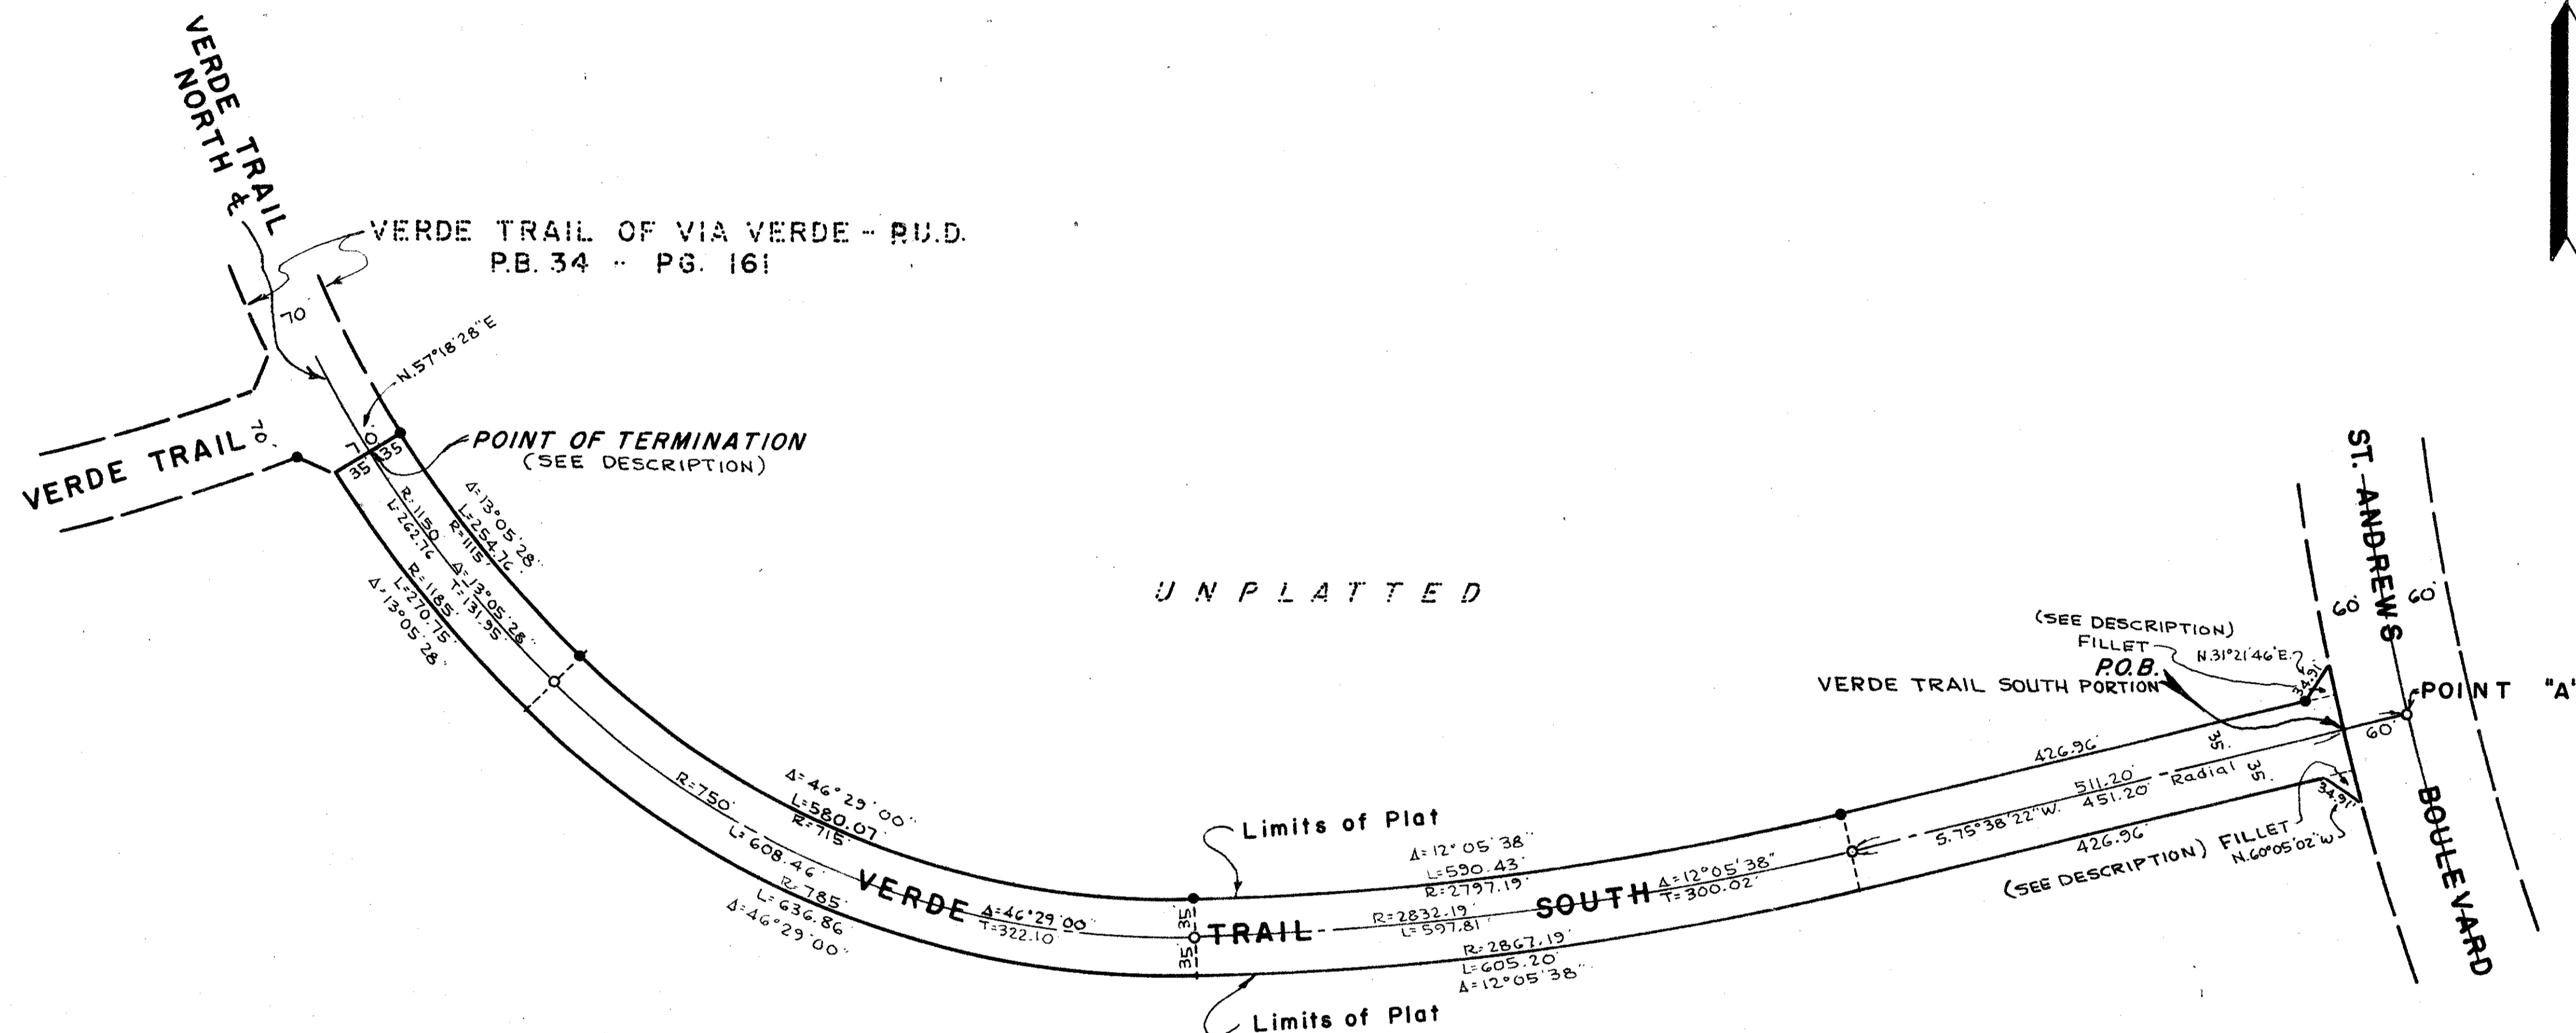 VERDE TRAIL
NORTH ℄
VERDE TRAIL OF VIA VERDE - P.U.D.
P.B. 34 - PG. 161
70
N.57°18'28"E
VERDE TRAIL
70'
70'
35
35
POINT OF TERMINATION
(SEE DESCRIPTION)
Δ=13°05'28"
L=254.76'
R=1115'
R=1150'
L=262.76'
Δ=13°05'28"
T=131.95'
R=1185'
L=270.75'
Δ=13°05'28"
UNPLATTED
Δ=46°29'00"
L=580.07'
R=715'
R=750'
L=608.46'
R=785'
L=636.86'
Δ=46°29'00"
VERDE
Δ=46°29'00"
T=322.10'
Limits of Plat
35'
35'
TRAIL
Δ=12°05'38"
L=590.43'
R=2797.19'
R=2832.19'
L=597.81'
SOUTH
Δ=12°05'38"
T=300.02'
R=2867.19'
L=605.20'
Δ=12°05'38"
Limits of Plat
(SEE DESCRIPTION)
FILLET
N.31°21'46"E.
34.91'
P.O.B.
VERDE TRAIL SOUTH PORTION
426.96'
35'
511.20'
S.75°38'22"W. 451.20' Radial
35'
426.96'
34.91'
(SEE DESCRIPTION) FILLET
N.60°05'02"W
ST. ANDREWS
60'
60'
POINT "A"
60'
BOULEVARD